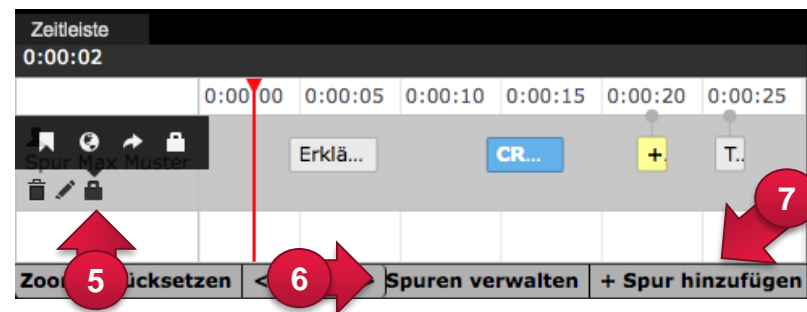 Zeitleiste
0:00:02
0:00:00 0:00:05 0:00:10 0:00:15 0:00:20 0:00:25
Erklä... CR... +. T..
Spur Max Muster
7
5 6
Zoom ücksetzen < > Spuren verwalten + Spur hinzufügen